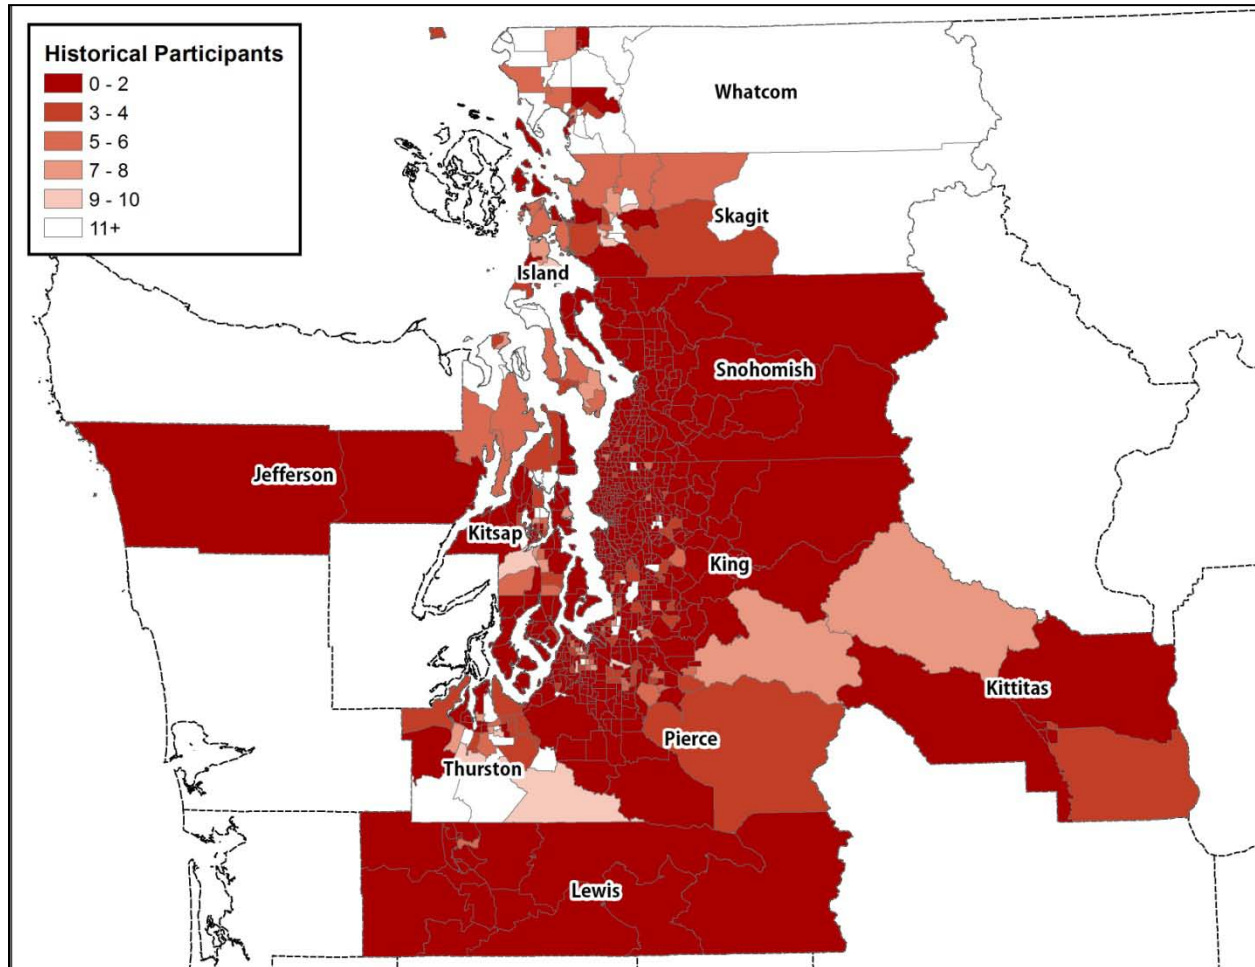 Historical Participants
0 - 2
3 - 4
5 - 6
7 - 8
9 - 10
11+
Whatcom
Skagit
Island
Snohomish
Jefferson
Kitsap
King
Kittitas
Pierce
Thurston
Lewis